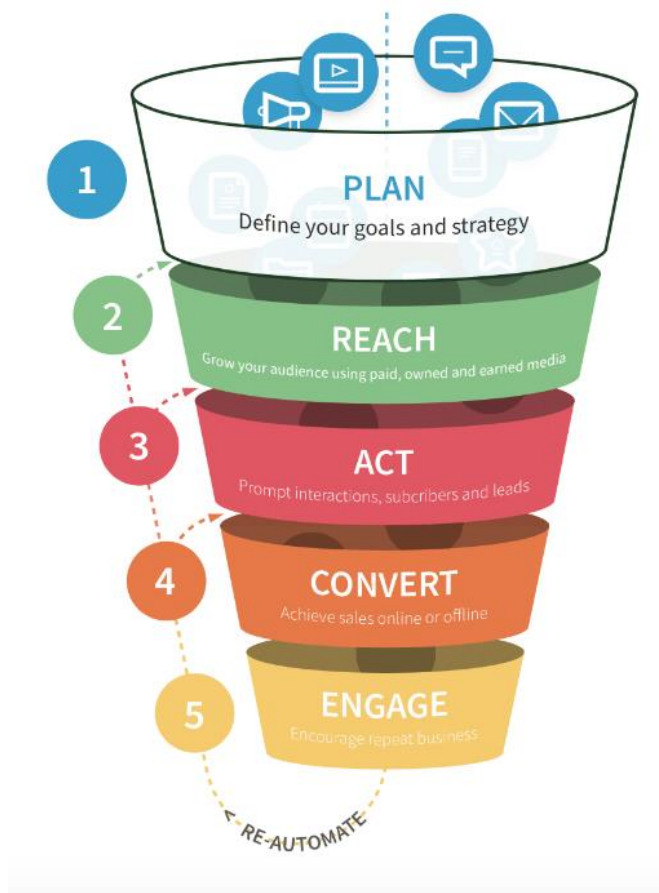 1
PLAN
Define your goals and strategy
2
REACH
Grow your audience using paid, owned and earned media
3
ACT
Prompt interactions, subcribers and leads
4
CONVERT
Achieve sales online or offline
5
ENGAGE
Encourage repeat business
< RE-AUTOMATE